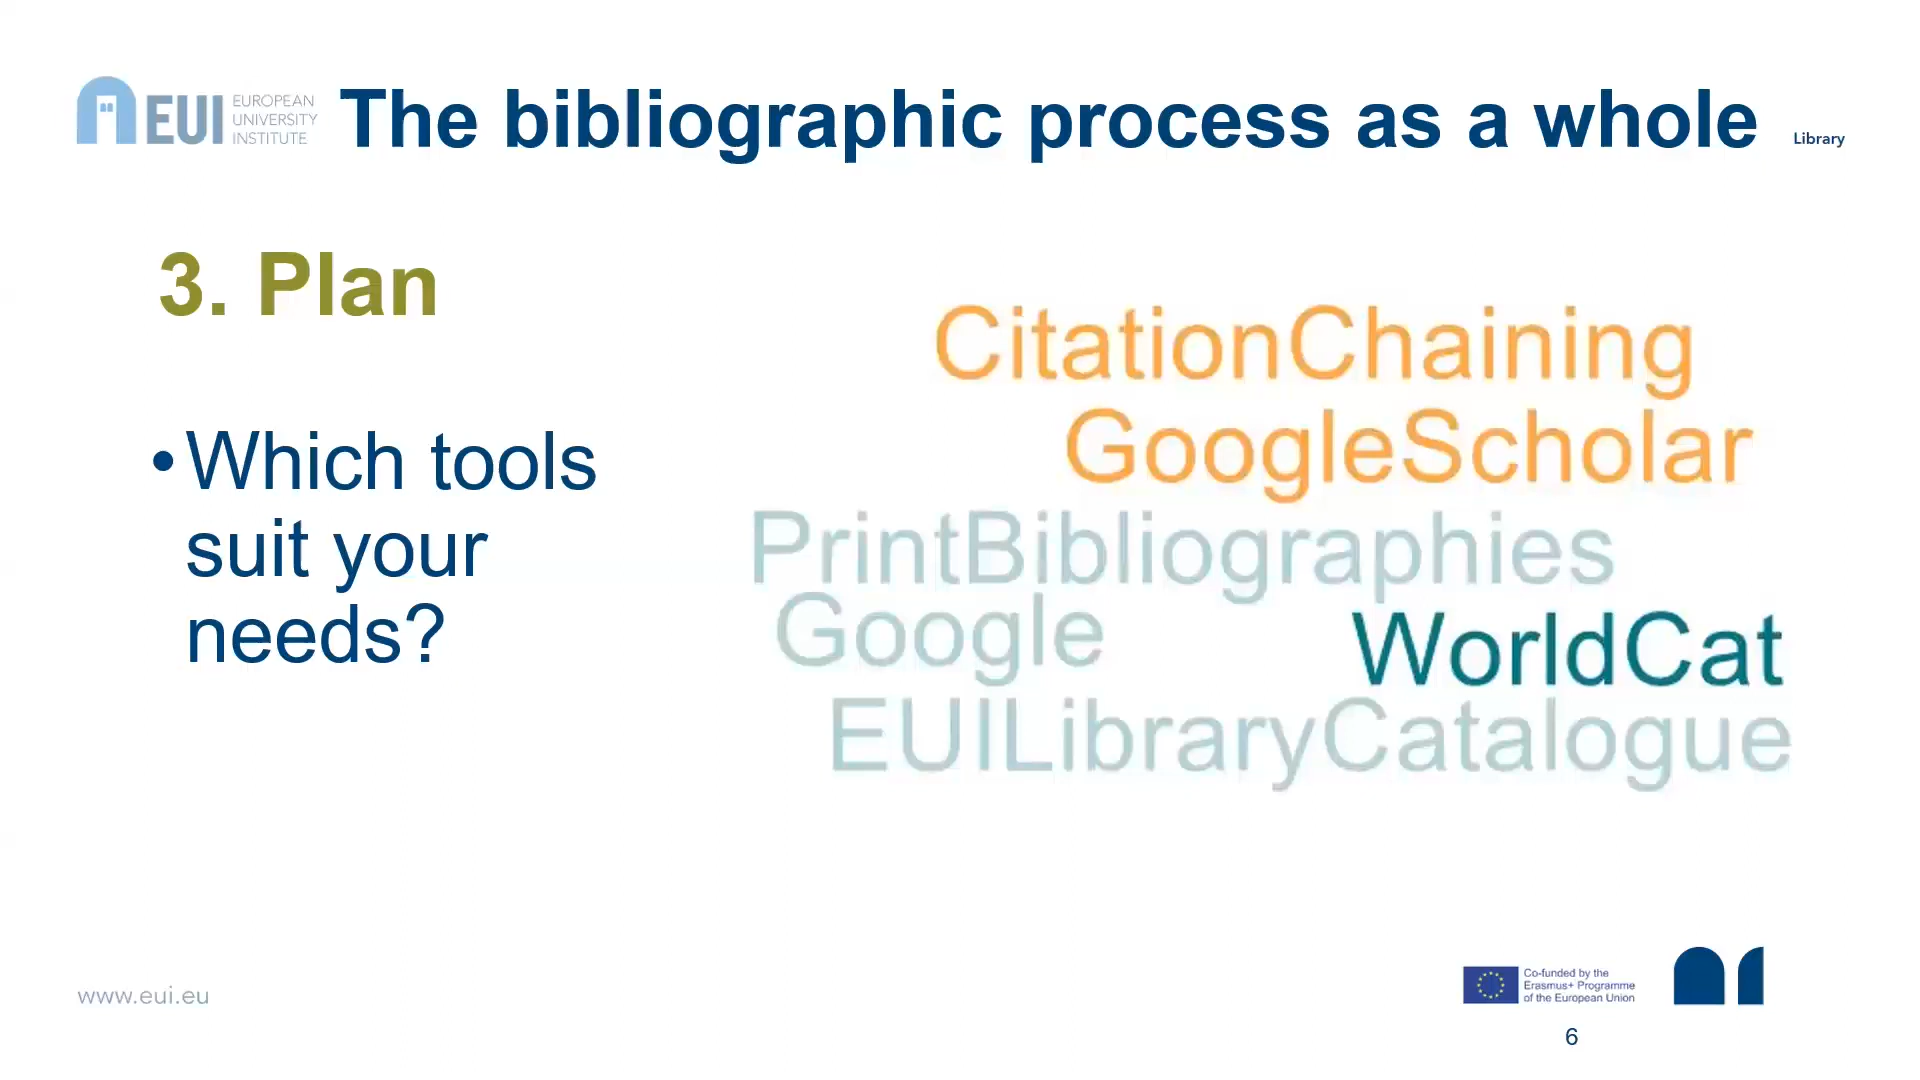 EUI
EUROPEAN
UNIVERSITY
INSTITUTE
The bibliographic process as a whole
Library
3. Plan
•Which tools
suit your
needs?
CitationChaining
GoogleScholar
PrintBibliographies
Google
WorldCat
EUILibraryCatalogue
www.eui.eu
Co-funded by the
Erasmus+ Programme
of the European Union
6